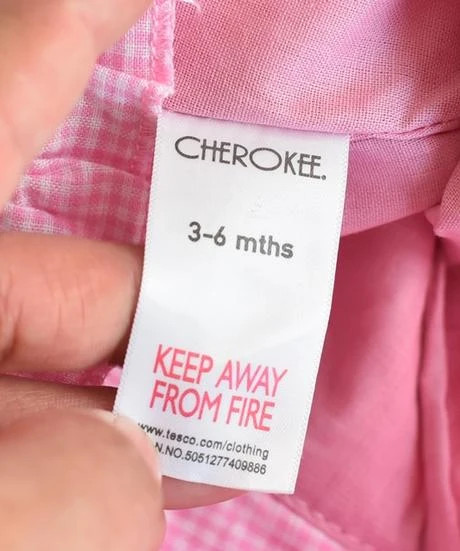 CHEROKEE.
3-6 mths
KEEP AWAY
FROM FIRE
www.tesco.com/clothing
N.NO.5051277409886